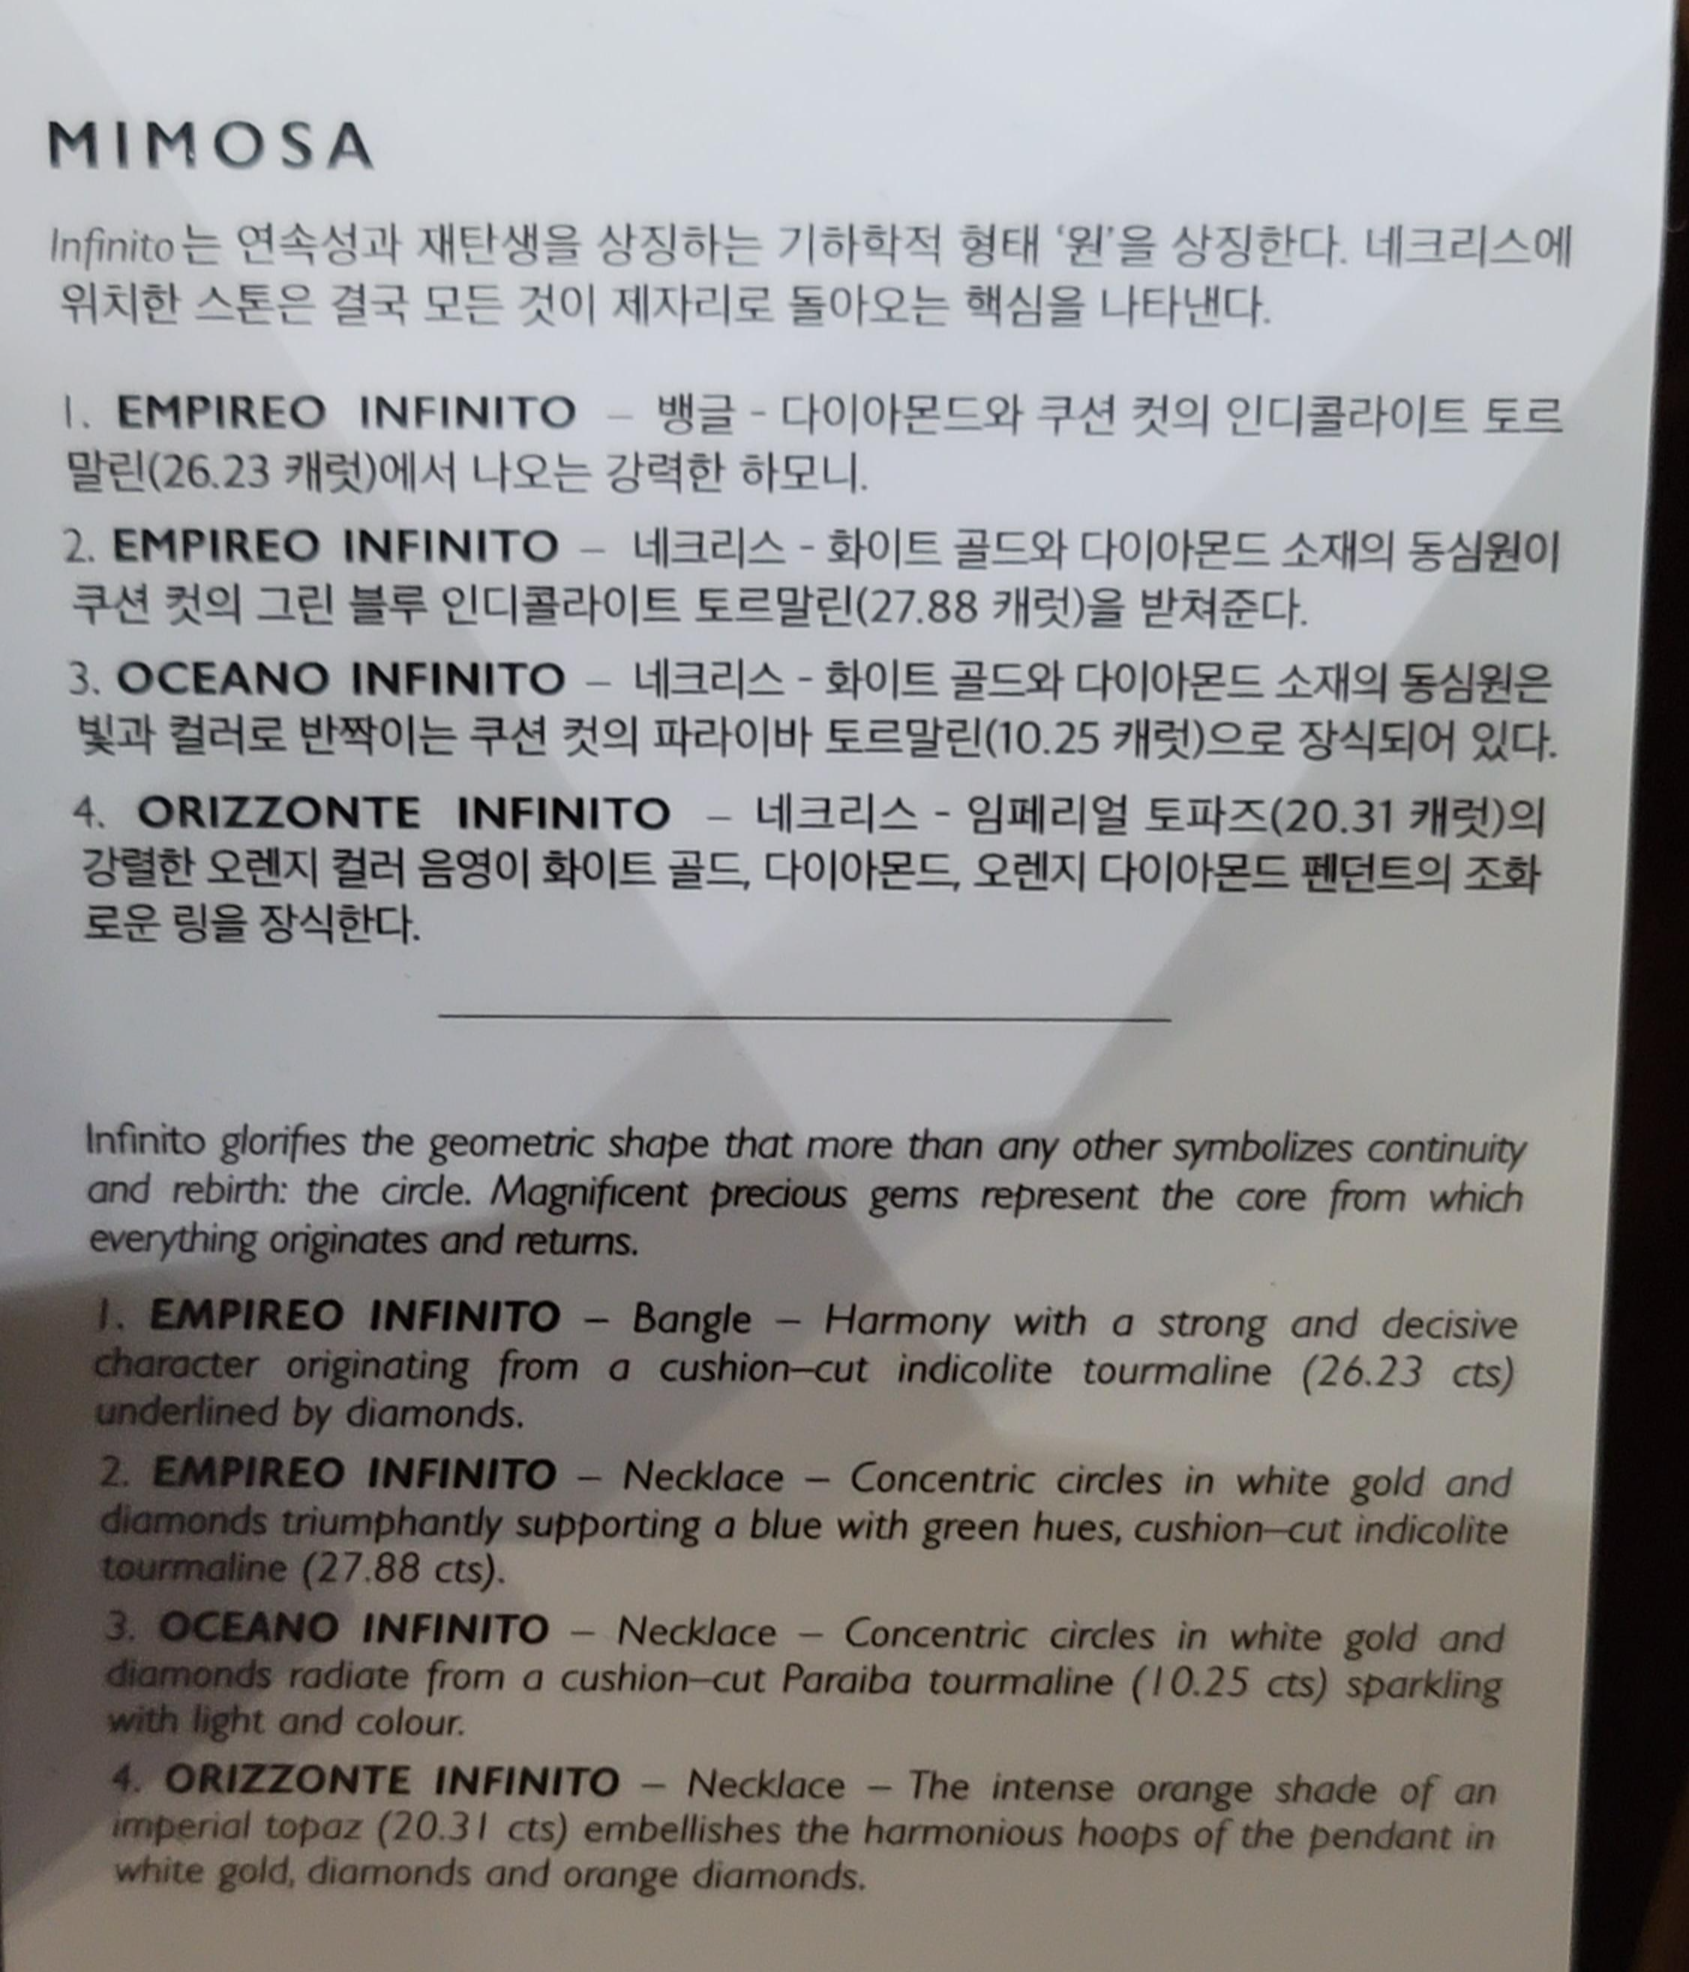 MIMOSA
Infinito는 연속성과 재탄생을 상징하는 기하학적 형태 ‘원’을 상징한다. 네크리스에
위치한 스톤은 결국 모든 것이 제자리로 돌아오는 핵심을 나타낸다.
1. EMPIREO INFINITO – 뱅글 - 다이아몬드와 쿠션 컷의 인디콜라이트 토르
말린(26.23 캐럿)에서 나오는 강력한 하모니.
2. EMPIREO INFINITO – 네크리스 - 화이트 골드와 다이아몬드 소재의 동심원이
쿠션 컷의 그린 블루 인디콜라이트 토르말린(27.88 캐럿)을 받쳐준다.
3. OCEANO INFINITO – 네크리스 - 화이트 골드와 다이아몬드 소재의 동심원은
빛과 컬러로 반짝이는 쿠션 컷의 파라이바 토르말린(10.25 캐럿)으로 장식되어 있다.
4. ORIZZONTE INFINITO – 네크리스 - 임페리얼 토파즈(20.31 캐럿)의
강렬한 오렌지 컬러 음영이 화이트 골드, 다이아몬드, 오렌지 다이아몬드 펜던트의 조화
로운 링을 장식한다.
Infinito glorifies the geometric shape that more than any other symbolizes continuity
and rebirth: the circle. Magnificent precious gems represent the core from which
everything originates and returns.
1. EMPIREO INFINITO – Bangle – Harmony with a strong and decisive
character originating from a cushion–cut indicolite tourmaline (26.23 cts)
underlined by diamonds.
2. EMPIREO INFINITO – Necklace – Concentric circles in white gold and
diamonds triumphantly supporting a blue with green hues, cushion–cut indicolite
tourmaline (27.88 cts).
3. OCEANO INFINITO – Necklace – Concentric circles in white gold and
diamonds radiate from a cushion–cut Paraiba tourmaline (10.25 cts) sparkling
with light and colour.
4. ORIZZONTE INFINITO – Necklace – The intense orange shade of an
imperial topaz (20.31 cts) embellishes the harmonious hoops of the pendant in
white gold, diamonds and orange diamonds.